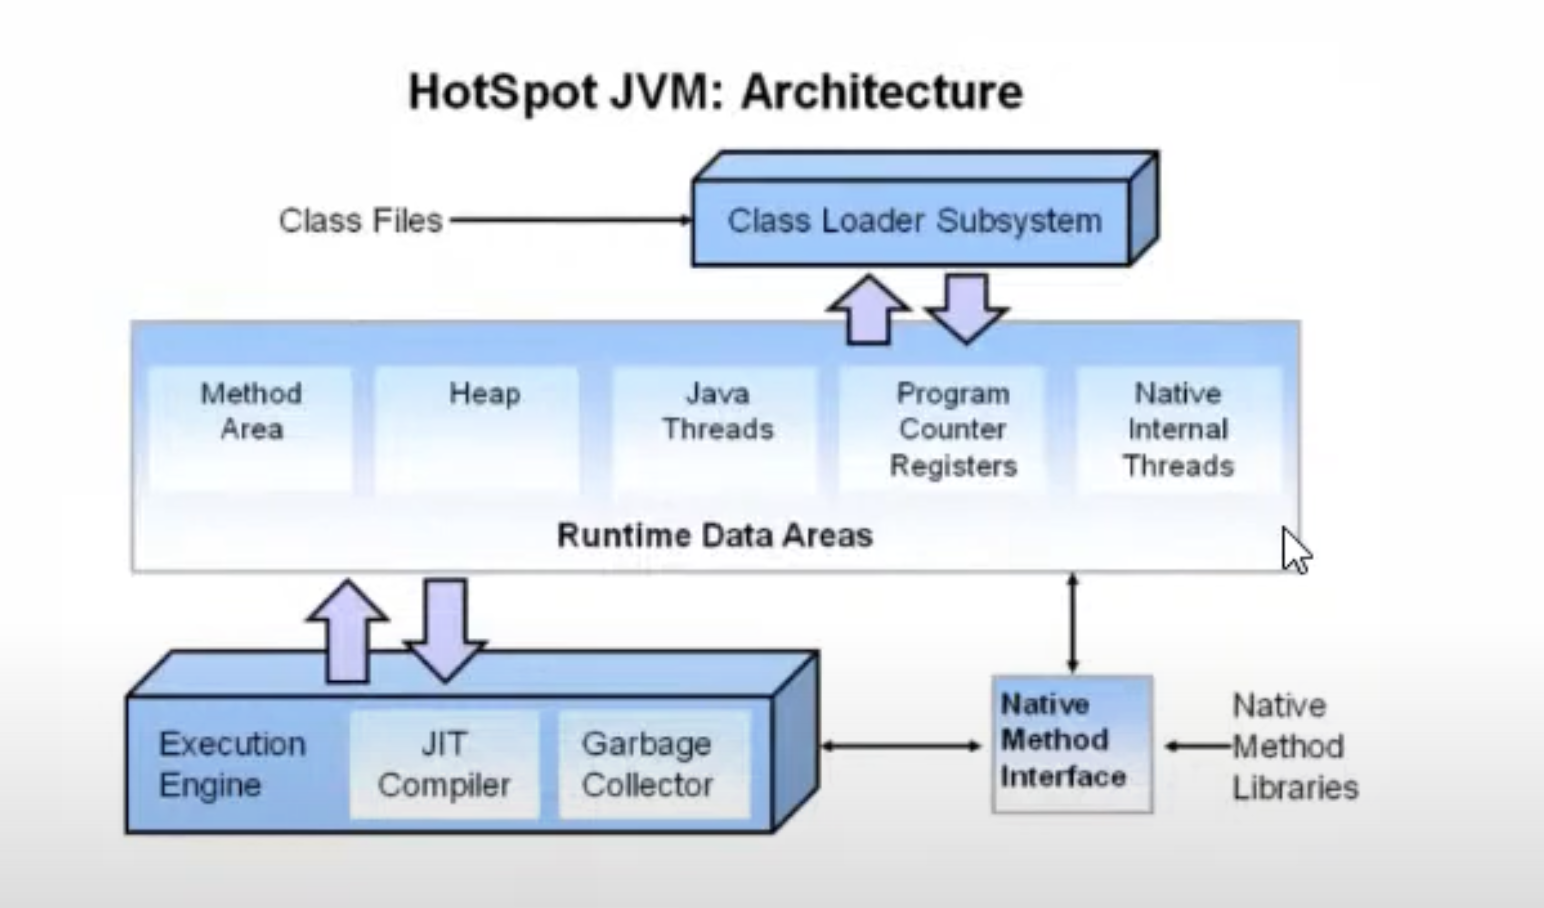 HotSpot JVM: Architecture
Class Files
Class Loader Subsystem
Method
Area
Heap
Java
Threads
Program
Counter
Registers
Native
Internal
Threads
Runtime Data Areas
Execution
Engine
JIT
Compiler
Garbage
Collector
Native
Method
Interface
Native
Method
Libraries